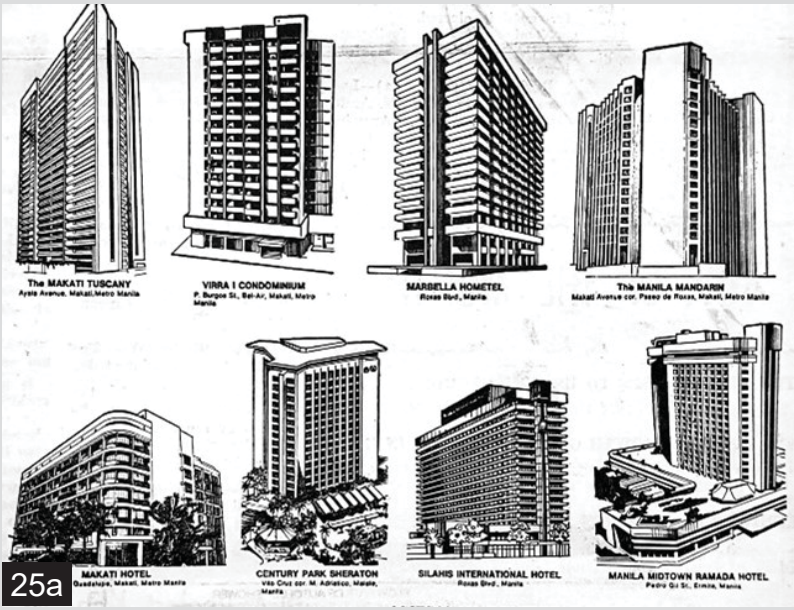 The MAKATI TUSCANY
Ayala Avenue, Makati, Metro Manila
VIRRA I CONDOMINIUM
P. Burgos St., Bel-Air, Makati, Metro
Manila
MARBELLA HOMETEL
Roxas Blvd., Manila
The MANILA MANDARIN
Makati Avenue cor. Paseo de Roxas, Makati, Metro Manila
MAKATI HOTEL
Guadalupe, Makati, Metro Manila
CENTURY PARK SHERATON
Vito Cruz cor. M. Adriatico, Malate,
Manila
SILAHIS INTERNATIONAL HOTEL
Roxas Blvd., Manila
MANILA MIDTOWN RAMADA HOTEL
Pedro Gil St., Ermita, Manila
25a